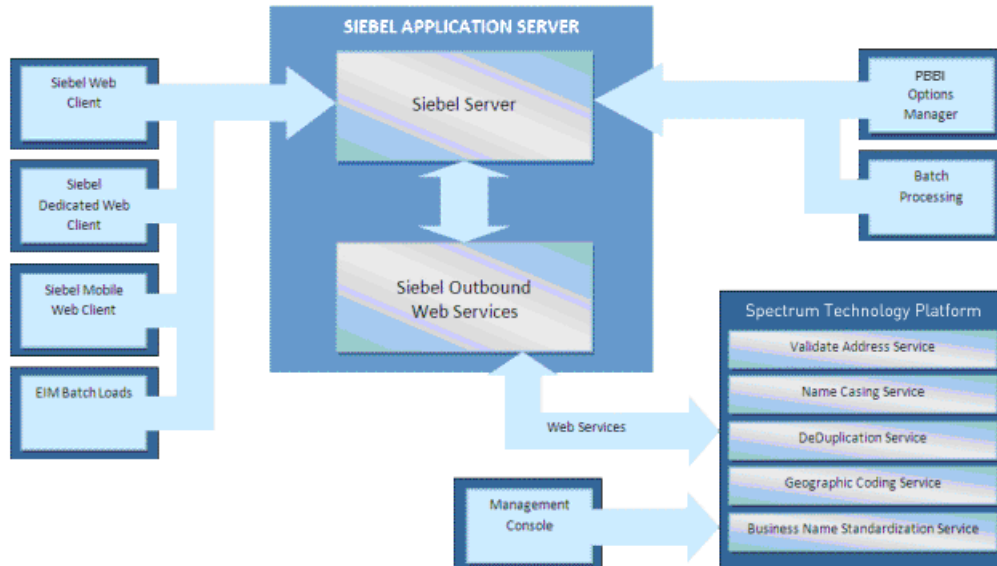 SIEBEL APPLICATION SERVER
Siebel Web
Client
Siebel
Dedicated Web
Client
Siebel Mobile
Web Client
EIM Batch Loads
Siebel Server
Siebel Outbound
Web Services
PBBI
Options
Manager
Batch
Processing
Web Services
Management
Console
Spectrum Technology Platform
Validate Address Service
Name Casing Service
DeDuplication Service
Geographic Coding Service
Business Name Standardization Service